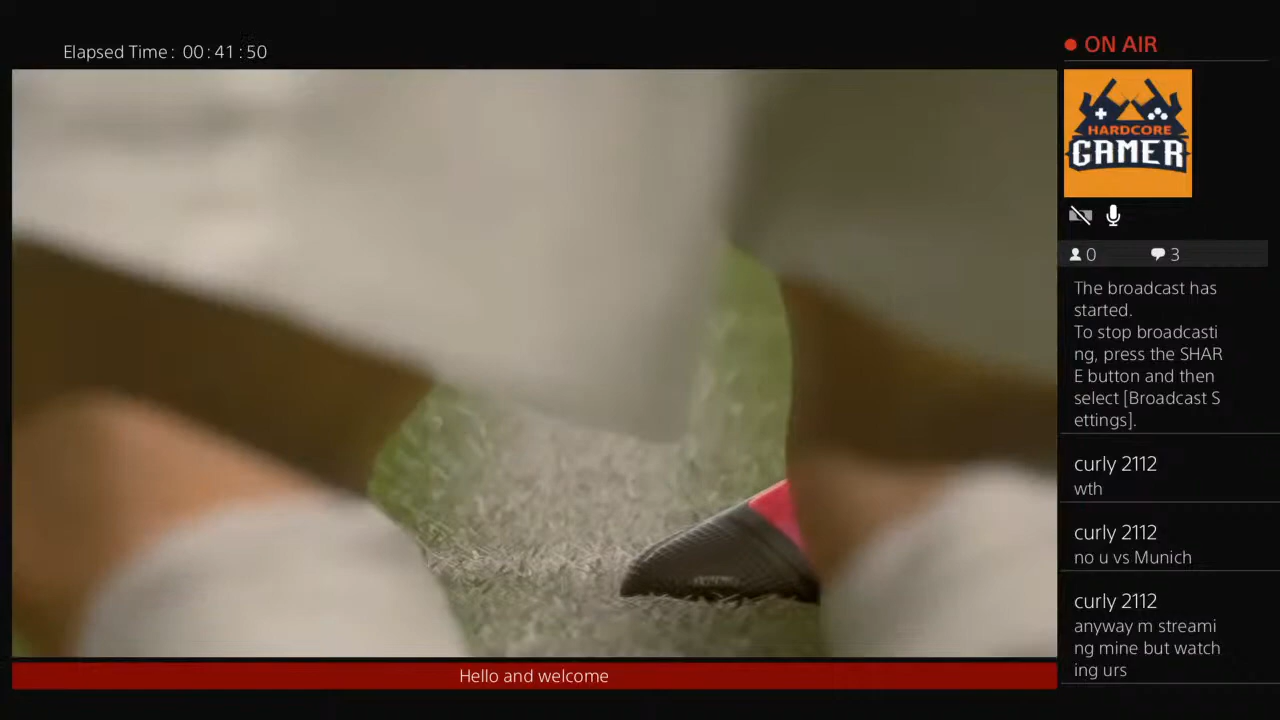 Elapsed Time: 00:41:50
ON AIR
HARDCORE
GAMER
0
3
The broadcast has
started.
To stop broadcasti
ng, press the SHAR
E button and then
select [Broadcast S
ettings].
curly 2112
wth
curly 2112
no u vs Munich
curly 2112
anyway m streami
ng mine but watch
ing urs
Hello and welcome